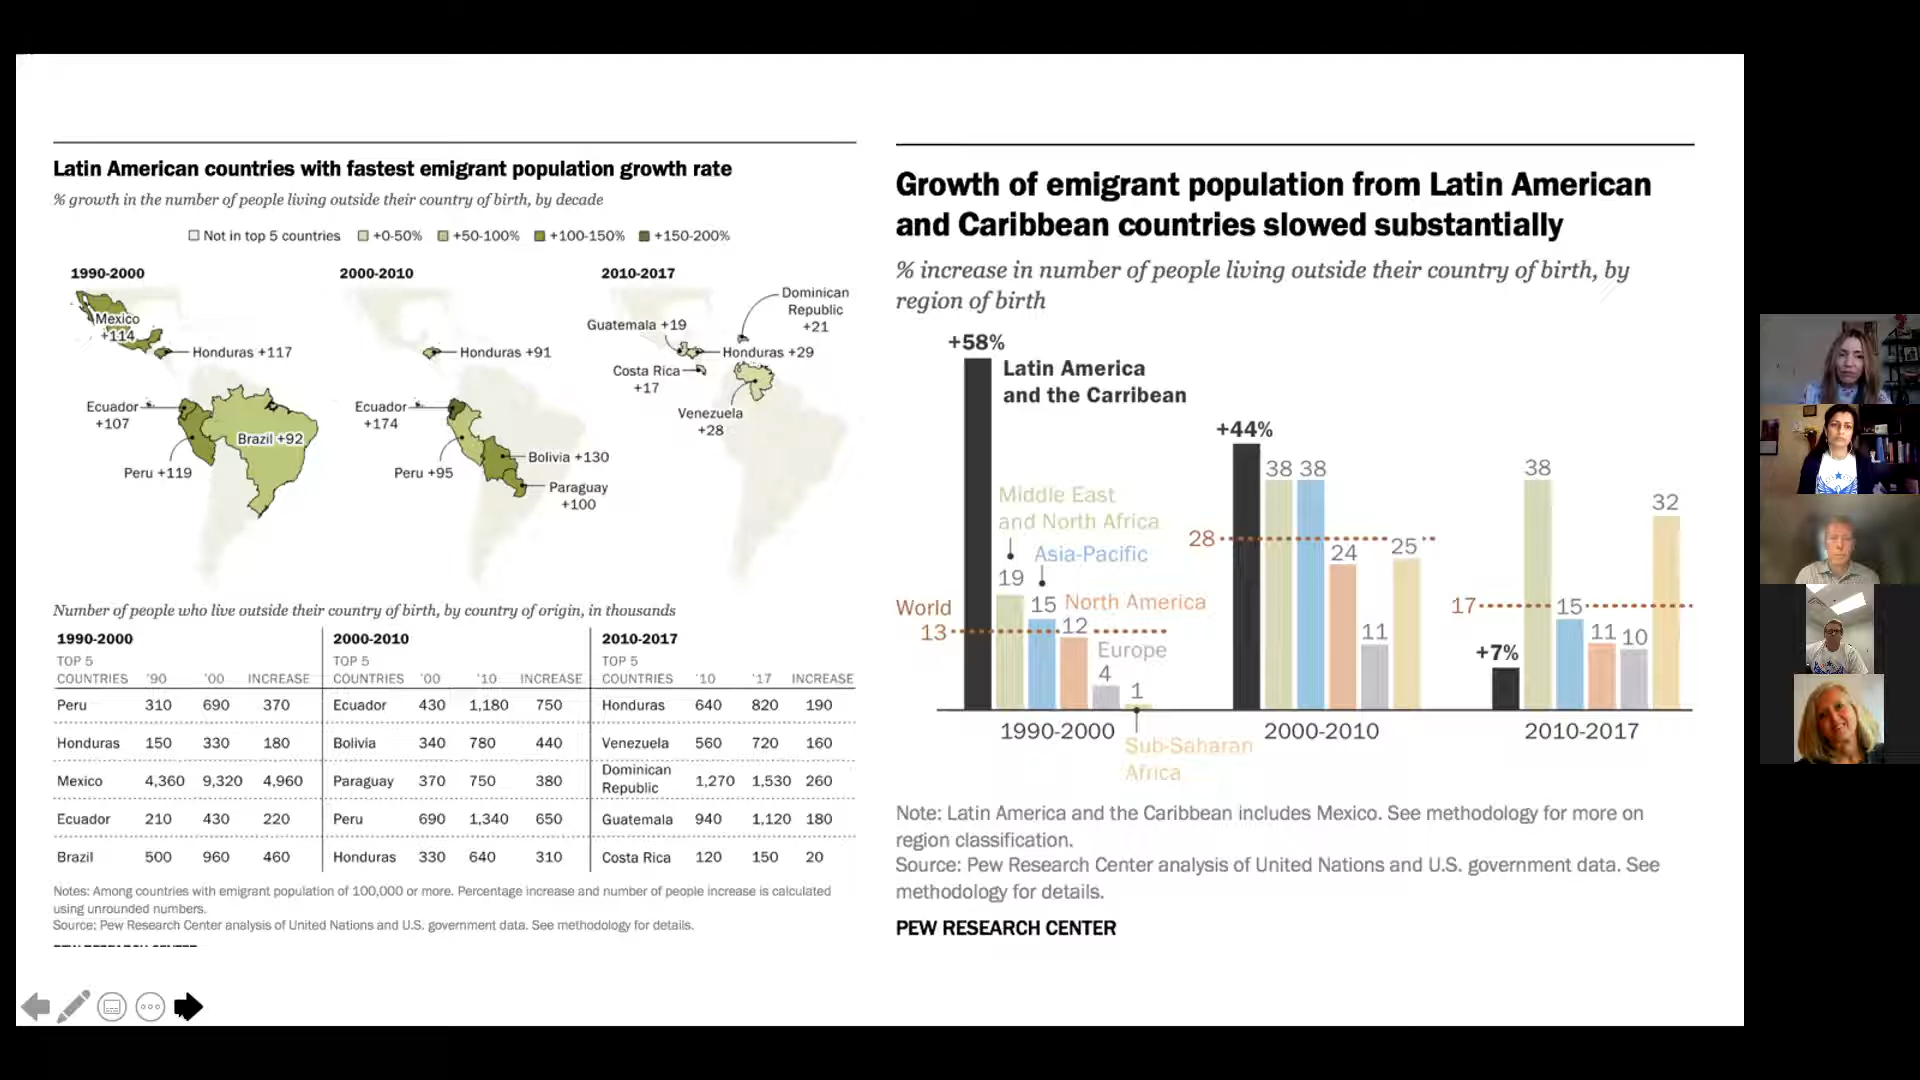 Latin American countries with fastest emigrant population growth rate
% growth in the number of people living outside their country of birth, by decade
Not in top 5 countries +0-50% +50-100% +100-150% +150-200%
1990-2000
Mexico
+114
Honduras +117
Ecuador
+107
Brazil +92
Peru +119
2000-2010
Honduras +91
Ecuador
+174
Peru +95
Bolivia +130
Paraguay
+100
2010-2017
Dominican
Republic
+21
Guatemala +19
Honduras +29
Costa Rica
+17
Venezuela
+28
Number of people who live outside their country of birth, by country of origin, in thousands
1990-2000 2000-2010 2010-2017
TOP 5 TOP 5 TOP 5
COUNTRIES '90 '00 INCREASE COUNTRIES '00 '10 INCREASE COUNTRIES '10 '17 INCREASE
Peru 310 690 370 Ecuador 430 1,180 750 Honduras 640 820 190
Honduras 150 330 180 Bolivia 340 780 440 Venezuela 560 720 160
Mexico 4,360 9,320 4,960 Paraguay 370 750 380 Dominican Republic 1,270 1,530 260
Ecuador 210 430 220 Peru 690 1,340 650 Guatemala 940 1,120 180
Brazil 500 960 460 Honduras 330 640 310 Costa Rica 120 150 20
Notes: Among countries with emigrant population of 100,000 or more. Percentage increase and number of people increase is calculated
using unrounded numbers.
Source: Pew Research Center analysis of United Nations and U.S. government data. See methodology for details.
Growth of emigrant population from Latin American
and Caribbean countries slowed substantially
% increase in number of people living outside their country of birth, by
region of birth
+58%
Latin America
and the Carribean
Middle East
and North Africa
19
Asia-Pacific
15
North America
12
World
13
Europe
4
1
Sub-Saharan
Africa
1990-2000
+44%
38 38
28
24
11
25
2000-2010
17
+7%
38
15
11
10
32
2010-2017
Note: Latin America and the Caribbean includes Mexico. See methodology for more on
region classification.
Source: Pew Research Center analysis of United Nations and U.S. government data. See
methodology for details.
PEW RESEARCH CENTER